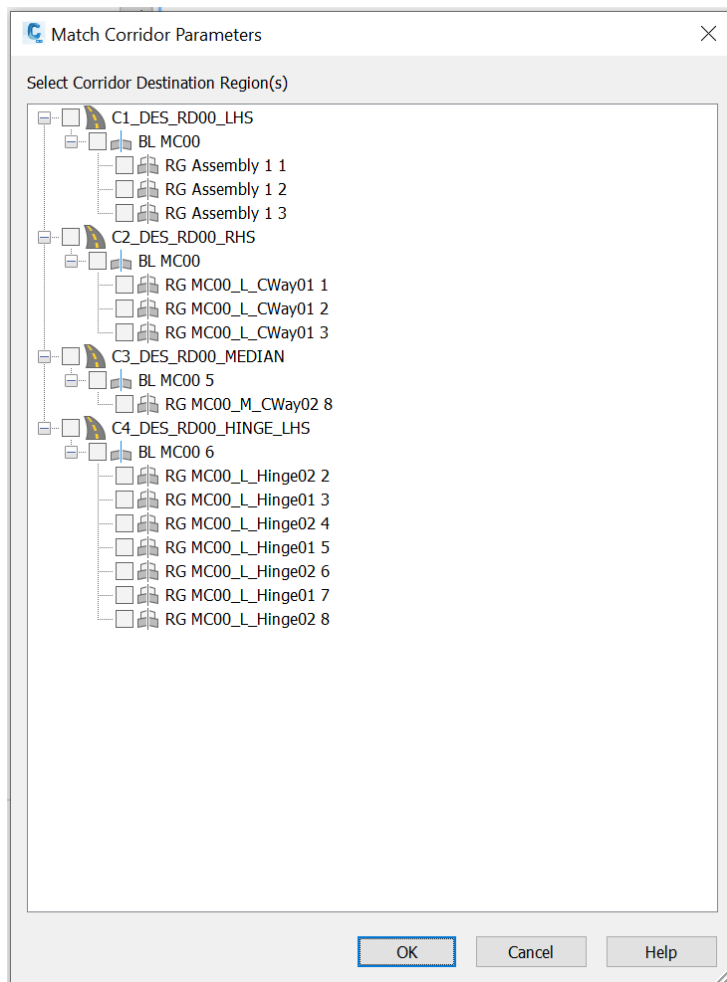 Match Corridor Parameters
Select Corridor Destination Region(s)
C1_DES_RD00_LHS
BL MC00
RG Assembly 1 1
RG Assembly 1 2
RG Assembly 1 3
C2_DES_RD00_RHS
BL MC00
RG MC00_L_CWay01 1
RG MC00_L_CWay01 2
RG MC00_L_CWay01 3
C3_DES_RD00_MEDIAN
BL MC00 5
RG MC00_M_CWay02 8
C4_DES_RD00_HINGE_LHS
BL MC00 6
RG MC00_L_Hinge02 2
RG MC00_L_Hinge01 3
RG MC00_L_Hinge02 4
RG MC00_L_Hinge01 5
RG MC00_L_Hinge02 6
RG MC00_L_Hinge01 7
RG MC00_L_Hinge02 8
OK Cancel Help